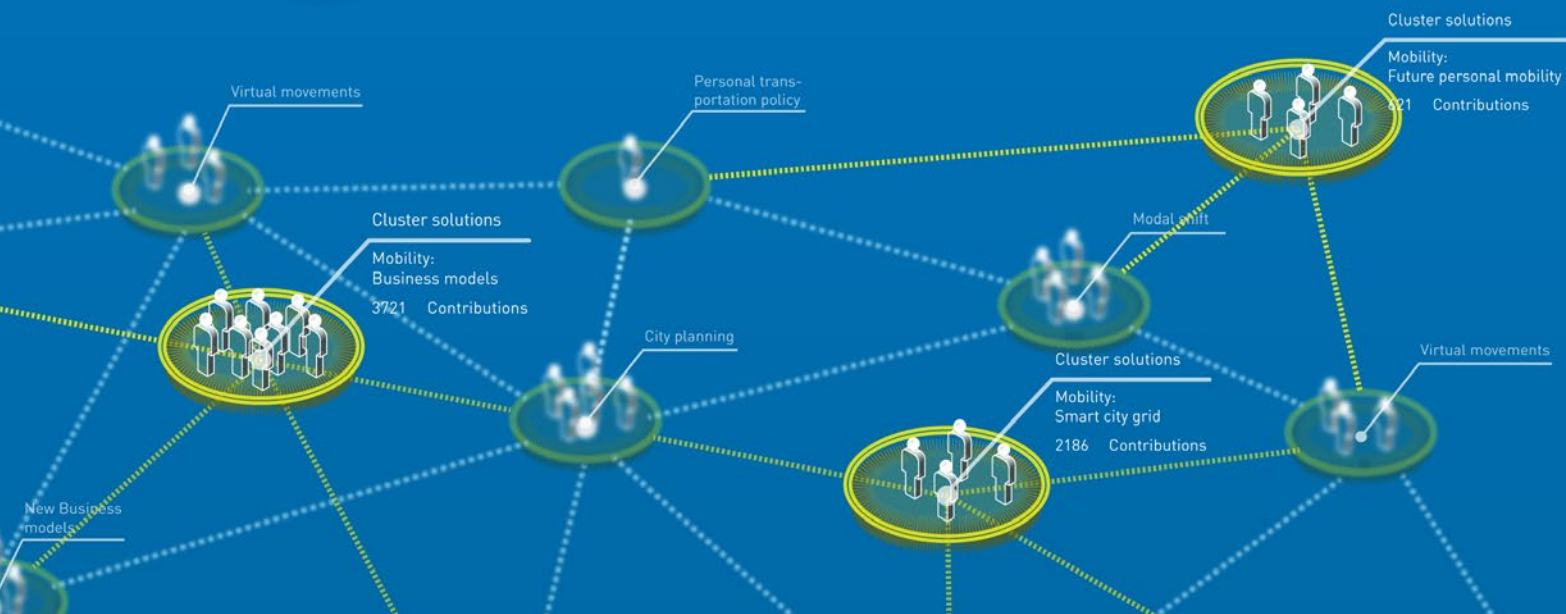 Cluster solutions
Mobility:
Future personal mobility
621 Contributions
Virtual movements
Personal trans-
portation policy
Cluster solutions
Mobility:
Business models
3721 Contributions
Modal shift
City planning
Cluster solutions
Mobility:
Smart city grid
2186 Contributions
Virtual movements
New Business
models